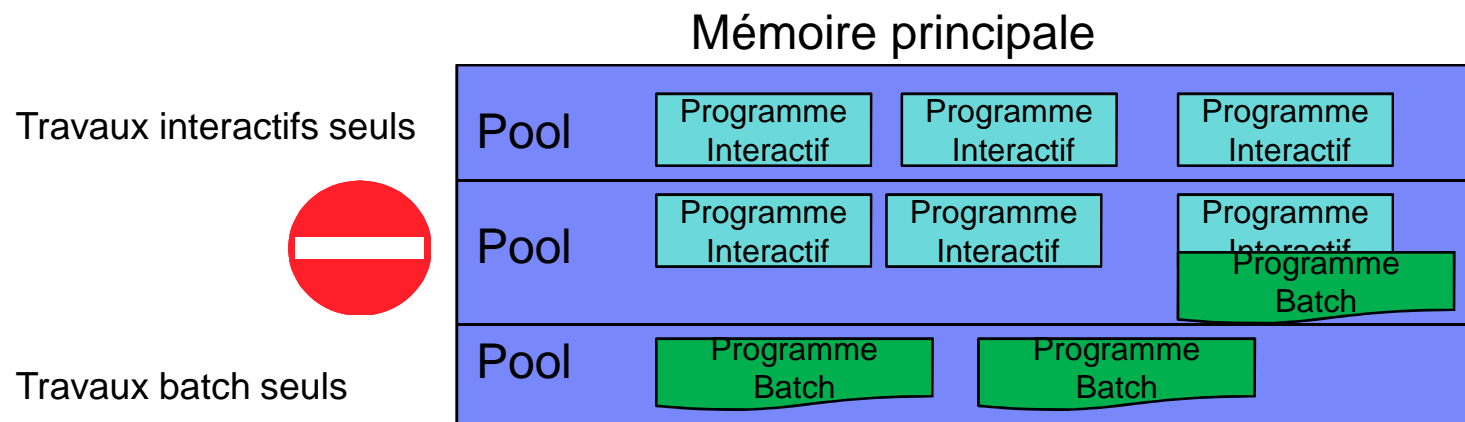 Mémoire principale
Travaux interactifs seuls
Pool
Programme
Interactif
Programme
Interactif
Programme
Interactif
Pool
Programme
Interactif
Programme
Interactif
Programme
Interactif
Programme
Batch
Travaux batch seuls
Pool
Programme
Batch
Programme
Batch